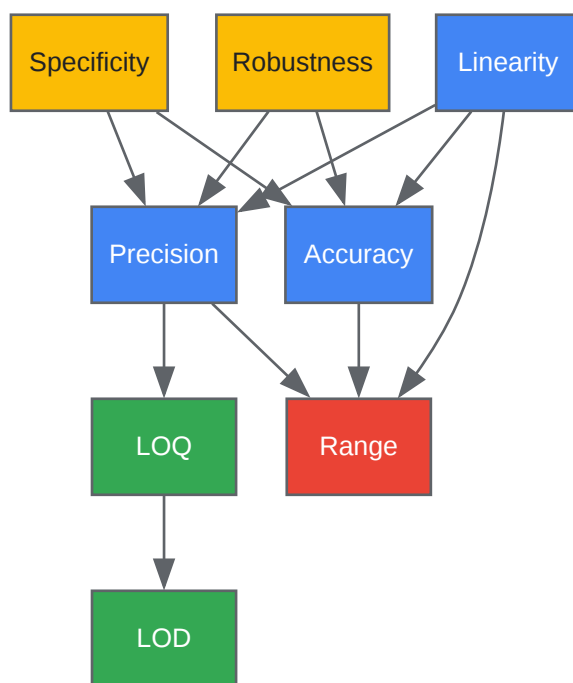 Specificity
Robustness
Linearity
Precision
Accuracy
LOQ
Range
LOD